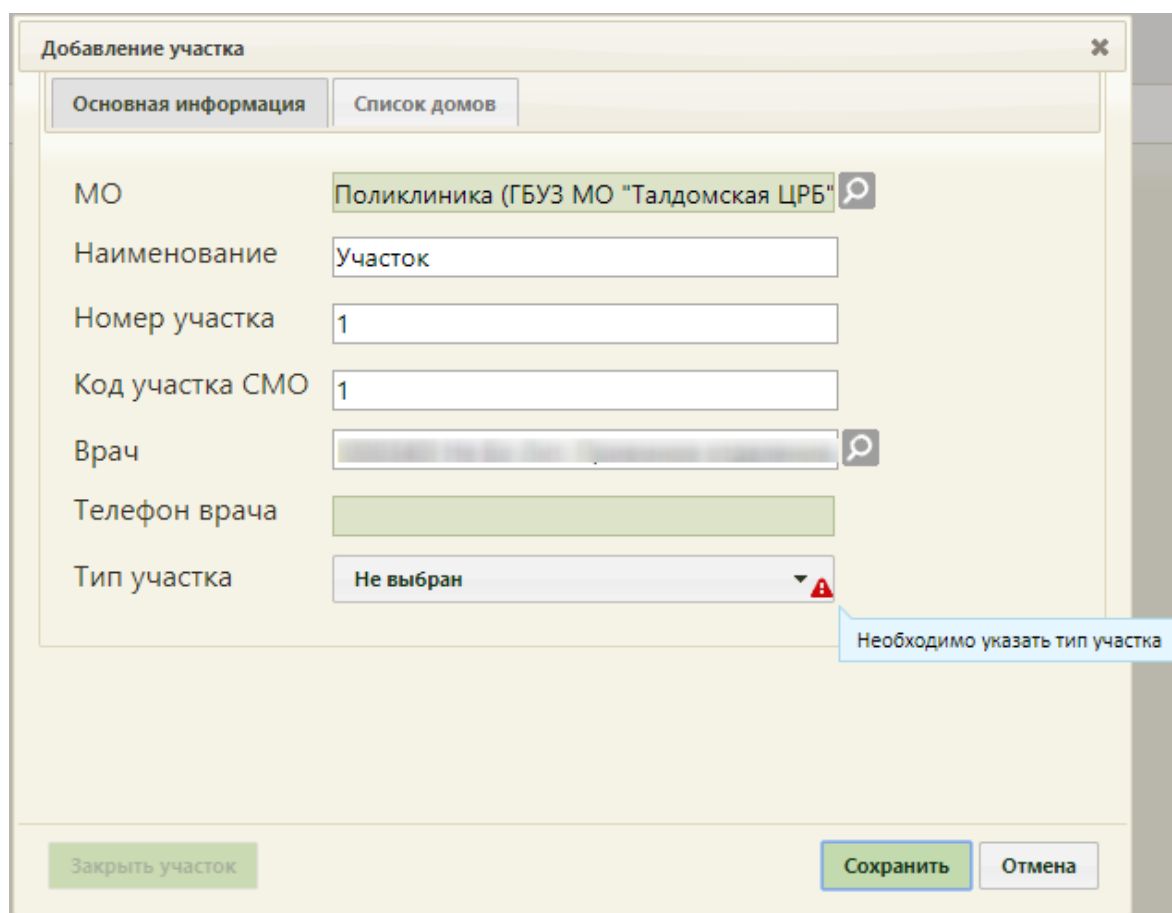 Добавление участка
Основная информация
Список домов
МО
Поликлиника (ГБУЗ МО "Талдомская ЦРБ"
Наименование
Участок
Номер участка
1
Код участка СМО
1
Врач
Телефон врача
Тип участка
Не выбран
Необходимо указать тип участка
Закрыть участок
Сохранить
Отмена